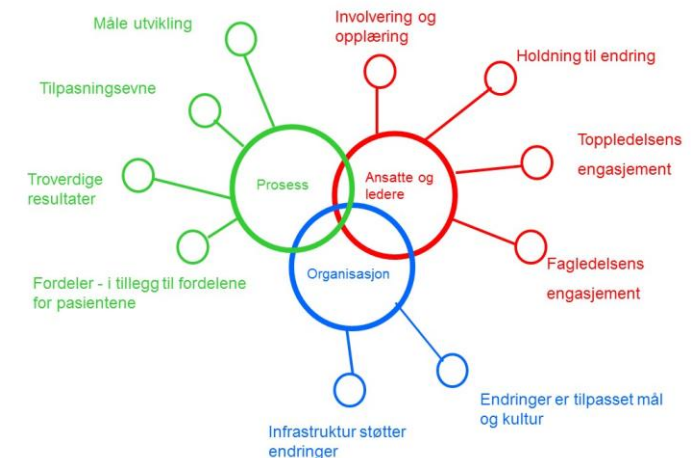 Måle utvikling
Tilpasningsevne
Troverdige
resultater
Fordeler - i tillegg til fordelene
for pasientene
Prosess
Involvering og
opplæring
Holdning til endring
Toppledelsens
engasjement
Fagledelsens
engasjement
Ansatte og
ledere
Organisasjon
Infrastruktur støtter
endringer
Endringer er tilpasset mål
og kultur